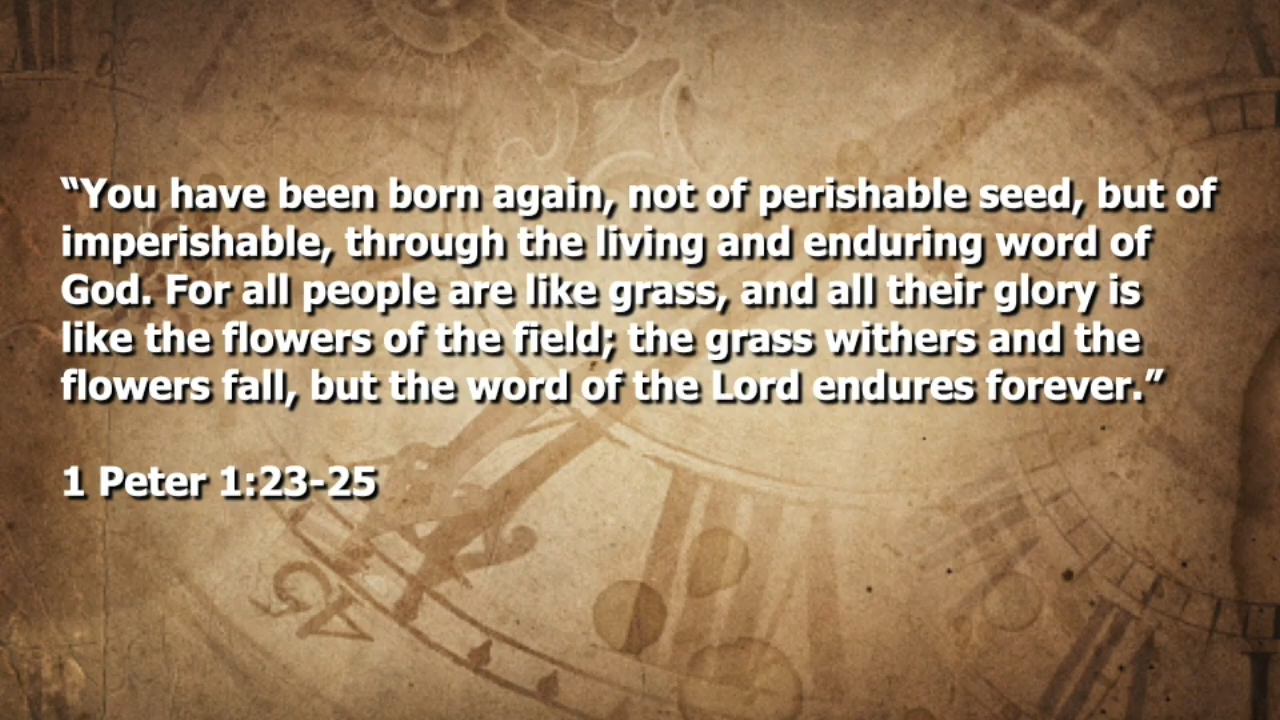 “You have been born again, not of perishable seed, but of
imperishable, through the living and enduring word of
God. For all people are like grass, and all their glory is
like the flowers of the field; the grass withers and the
flowers fall, but the word of the Lord endures forever.”
1 Peter 1:23-25
45